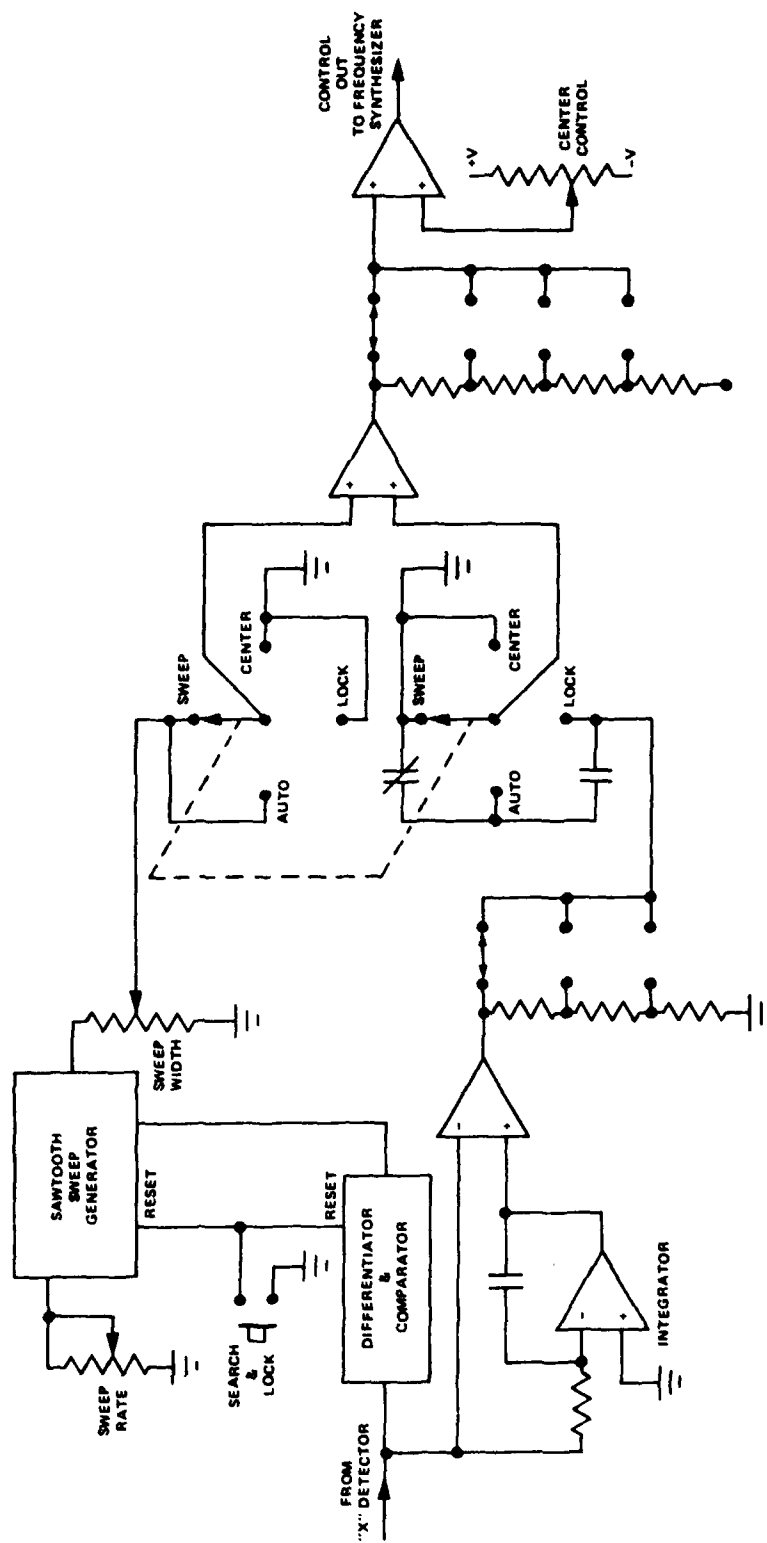 SAWTOOTH
SWEEP
GENERATOR
RESET
SWEEP
RATE
SWEEP
WIDTH
SEARCH
&
LOCK
RESET
DIFFERENTIATOR
&
COMPARATOR
FROM
"X" DETECTOR
-
+
INTEGRATOR
-
+
SWEEP
AUTO
CENTER
LOCK
SWEEP
AUTO
CENTER
LOCK
+
+
+
+
CONTROL
OUT
TO FREQUENCY
SYNTHESIZER
+V
CENTER
CONTROL
-V